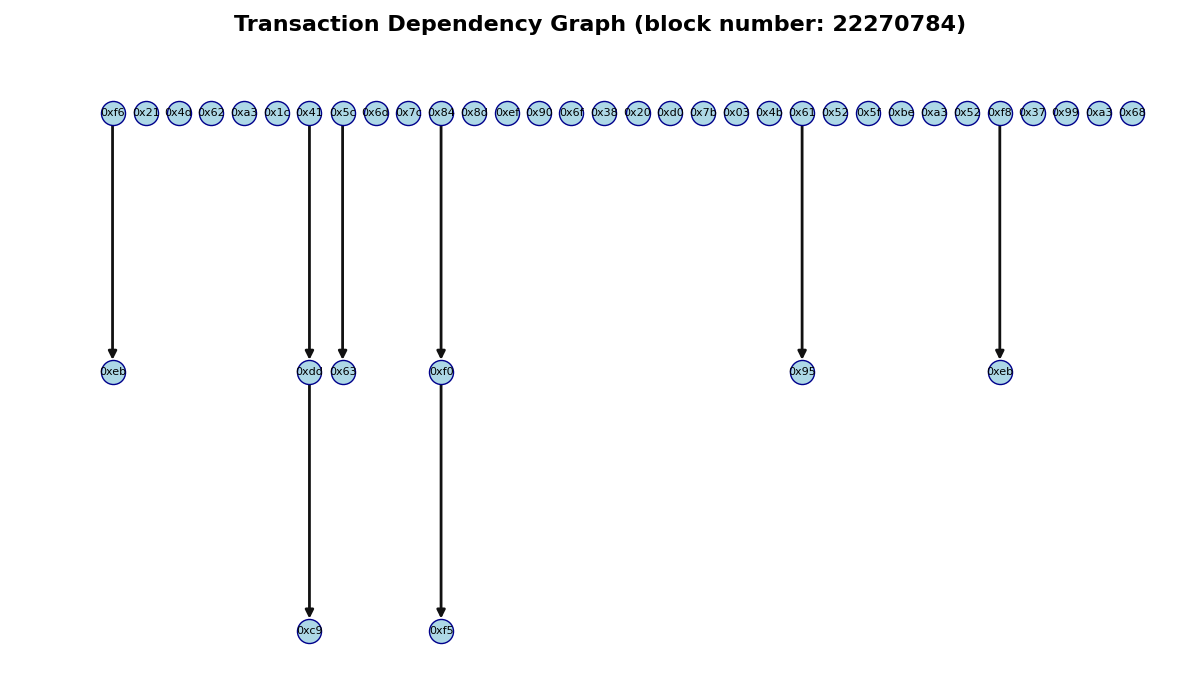 Transaction Dependency Graph (block number: 22270784)
0xf6 0x21 0x4d 0x62 0xa3 0x1c 0x41 0x5c 0x6d 0x7c 0x84 0x8d 0xef 0x90 0x6f 0x38 0x20 0xd0 0x7b 0x03 0x4b 0x61 0x52 0x5f 0xbe 0xa3 0x52 0xf8 0x37 0x99 0xa3 0x68
0xeb 0xdd 0x63 0xf0 0x95 0xeb
0xc9 0xf5